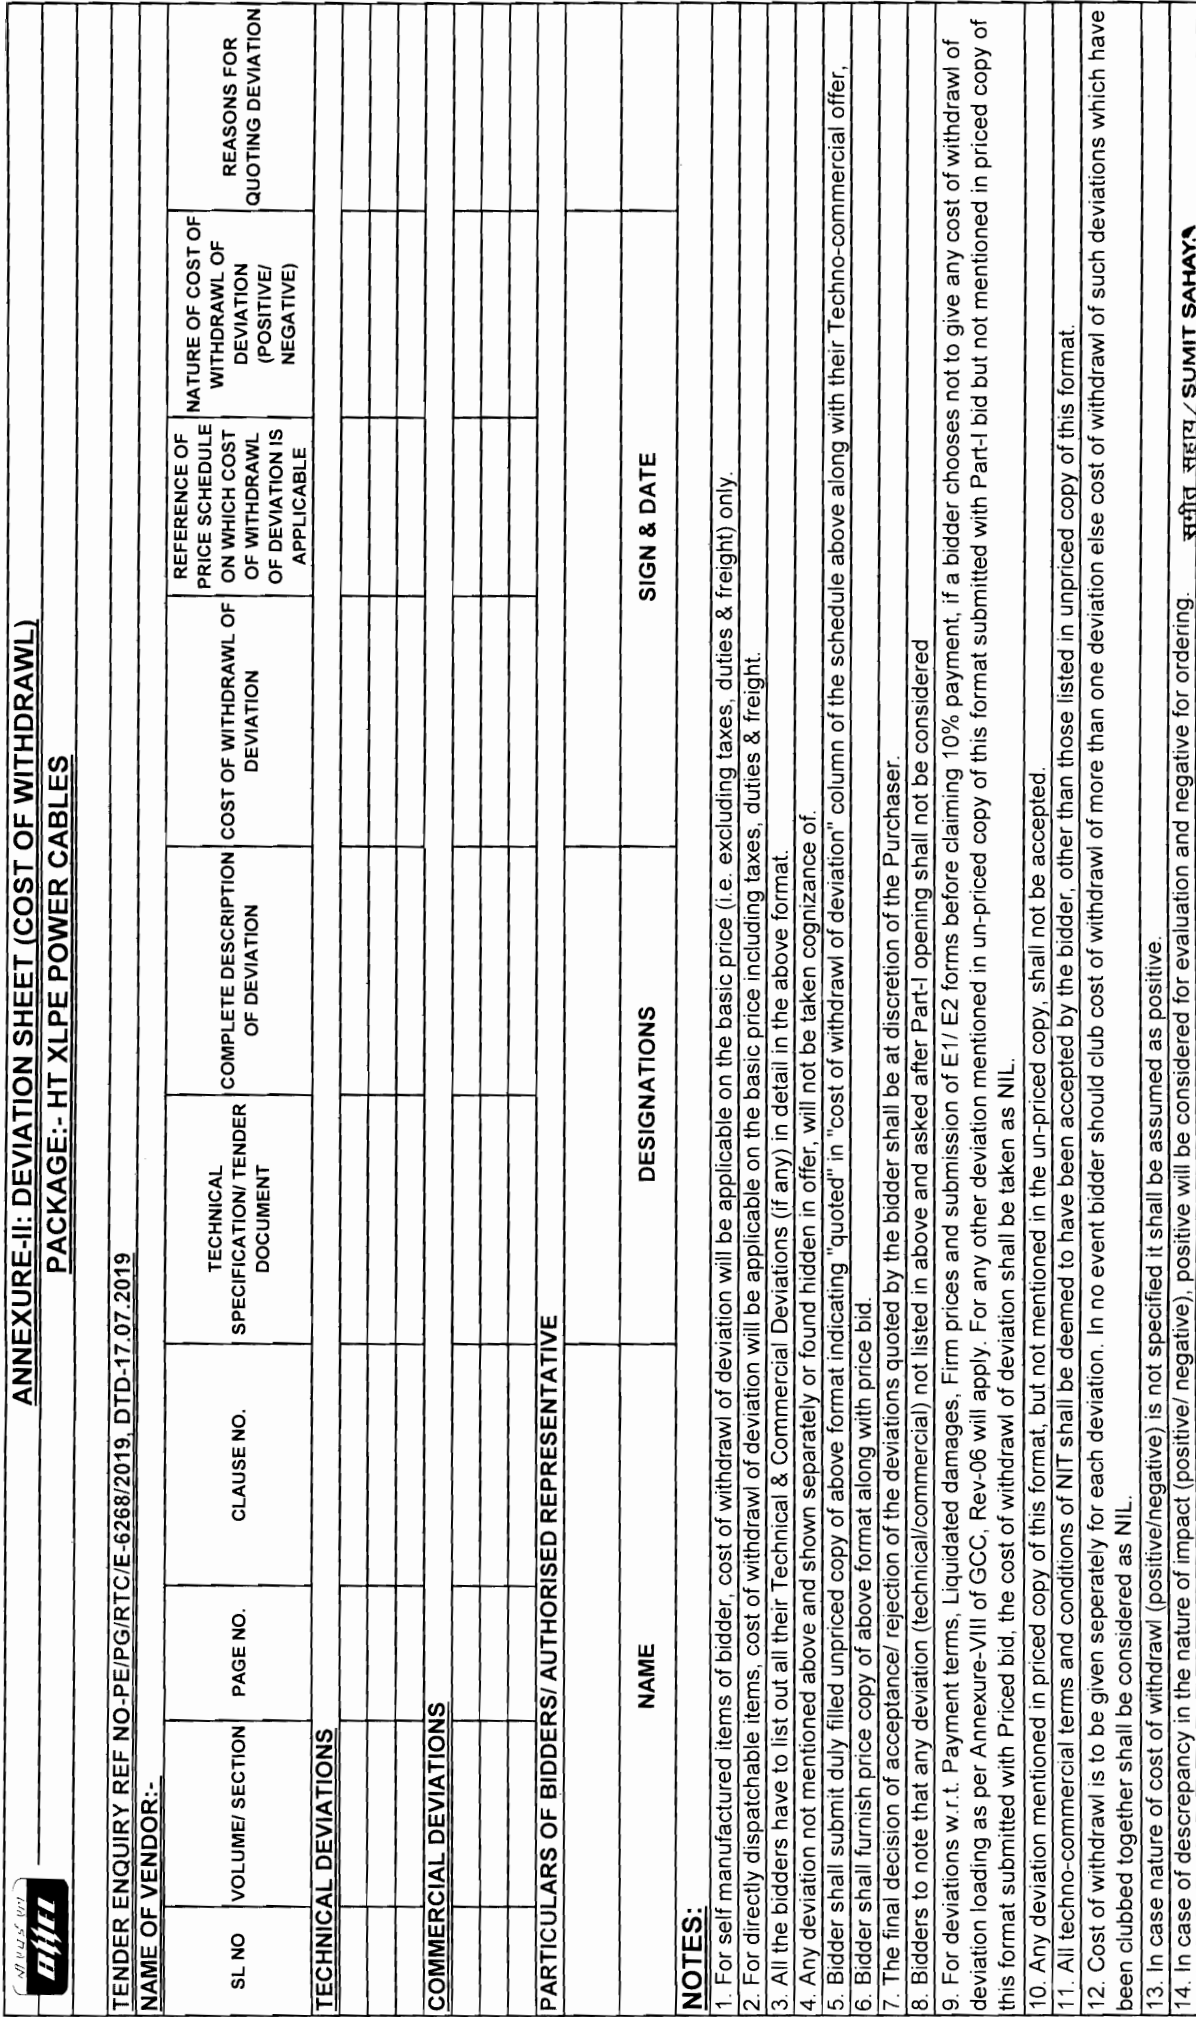 ANNEXURE-II: DEVIATION SHEET (COST OF WITHDRAWL)
PACKAGE:- HT XLPE POWER CABLES
TENDER ENQUIRY REF NO-PE/PG/RTC/E-6268/2019, DTD-17.07.2019
NAME OF VENDOR:-
SL NO
VOLUME/ SECTION
PAGE NO.
CLAUSE NO.
TECHNICAL
SPECIFICATION/ TENDER
DOCUMENT
COMPLETE DESCRIPTION
OF DEVIATION
COST OF WITHDRAWL OF
DEVIATION
REFERENCE OF
PRICE SCHEDULE
ON WHICH COST
OF WITHDRAWL
OF DEVIATION IS
APPLICABLE
NATURE OF COST OF
WITHDRAWL OF
DEVIATION
(POSITIVE/
NEGATIVE)
REASONS FOR
QUOTING DEVIATION
TECHNICAL DEVIATIONS
COMMERCIAL DEVIATIONS
PARTICULARS OF BIDDERS/ AUTHORISED REPRESENTATIVE
NAME
DESIGNATIONS
SIGN & DATE
NOTES:
1. For self manufactured items of bidder, cost of withdrawl of deviation will be applicable on the basic price (i.e. excluding taxes, duties & freight) only.
2. For directly dispatchable items, cost of withdrawl of deviation will be applicable on the basic price including taxes, duties & freight.
3. All the bidders have to list out all their Technical & Commercial Deviations (if any) in detail in the above format.
4. Any deviation not mentioned above and shown separately or found hidden in offer, will not be taken cognizance of.
5. Bidder shall submit duly filled unpriced copy of above format indicating "quoted" in "cost of withdrawl of deviation" column of the schedule above along with their Techno-commercial offer,
6. Bidder shall furnish price copy of above format along with price bid.
7. The final decision of acceptance/ rejection of the deviations quoted by the bidder shall be at discretion of the Purchaser.
8. Bidders to note that any deviation (technical/commercial) not listed in above and asked after Part-I opening shall not be considered
9. For deviations w.r.t. Payment terms, Liquidated damages, Firm prices and submission of E1/ E2 forms before claiming 10% payment, if a bidder chooses not to give any cost of withdrawl of
deviation loading as per Annexure-VIII of GCC, Rev-06 will apply. For any other deviation mentioned in un-priced copy of this format submitted with Part-I bid but not mentioned in priced copy of
this format submitted with Priced bid, the cost of withdrawl of deviation shall be taken as NIL.
10. Any deviation mentioned in priced copy of this format, but not mentioned in the un-priced copy, shall not be accepted.
11. All techno-commercial terms and conditions of NIT shall be deemed to have been accepted by the bidder, other than those listed in unpriced copy of this format.
12. Cost of withdrawl is to be given seperately for each deviation. In no event bidder should club cost of withdrawl of more than one deviation else cost of withdrawl of such deviations which have
been clubbed together shall be considered as NIL.
13. In case nature of cost of withdrawl (positive/negative) is not specified it shall be assumed as positive.
14. In case of descrepancy in the nature of impact (positive/ negative), positive will be considered for evaluation and negative for ordering.
सहाय / SUMIT SAHAY